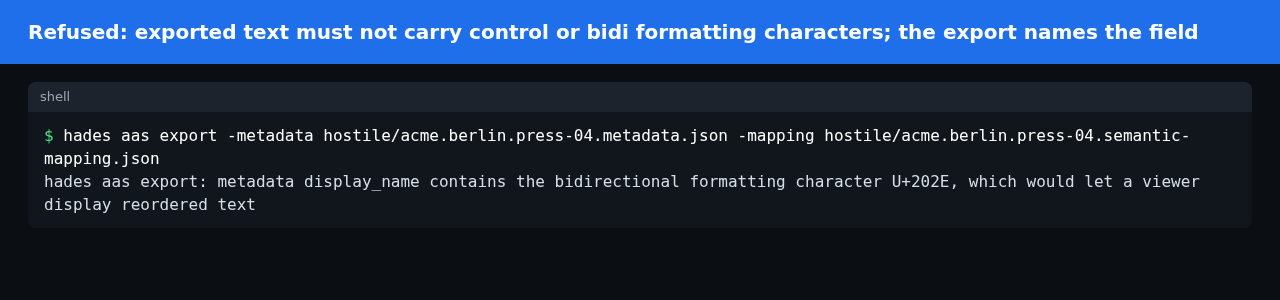 Refused: exported text must not carry control or bidi formatting characters; the export names the field
shell
$ hades aas export -metadata hostile/acme.berlin.press-04.metadata.json -mapping hostile/acme.berlin.press-04.semantic-
mapping.json
hades aas export: metadata display_name contains the bidirectional formatting character U+202E, which would let a viewer
display reordered text